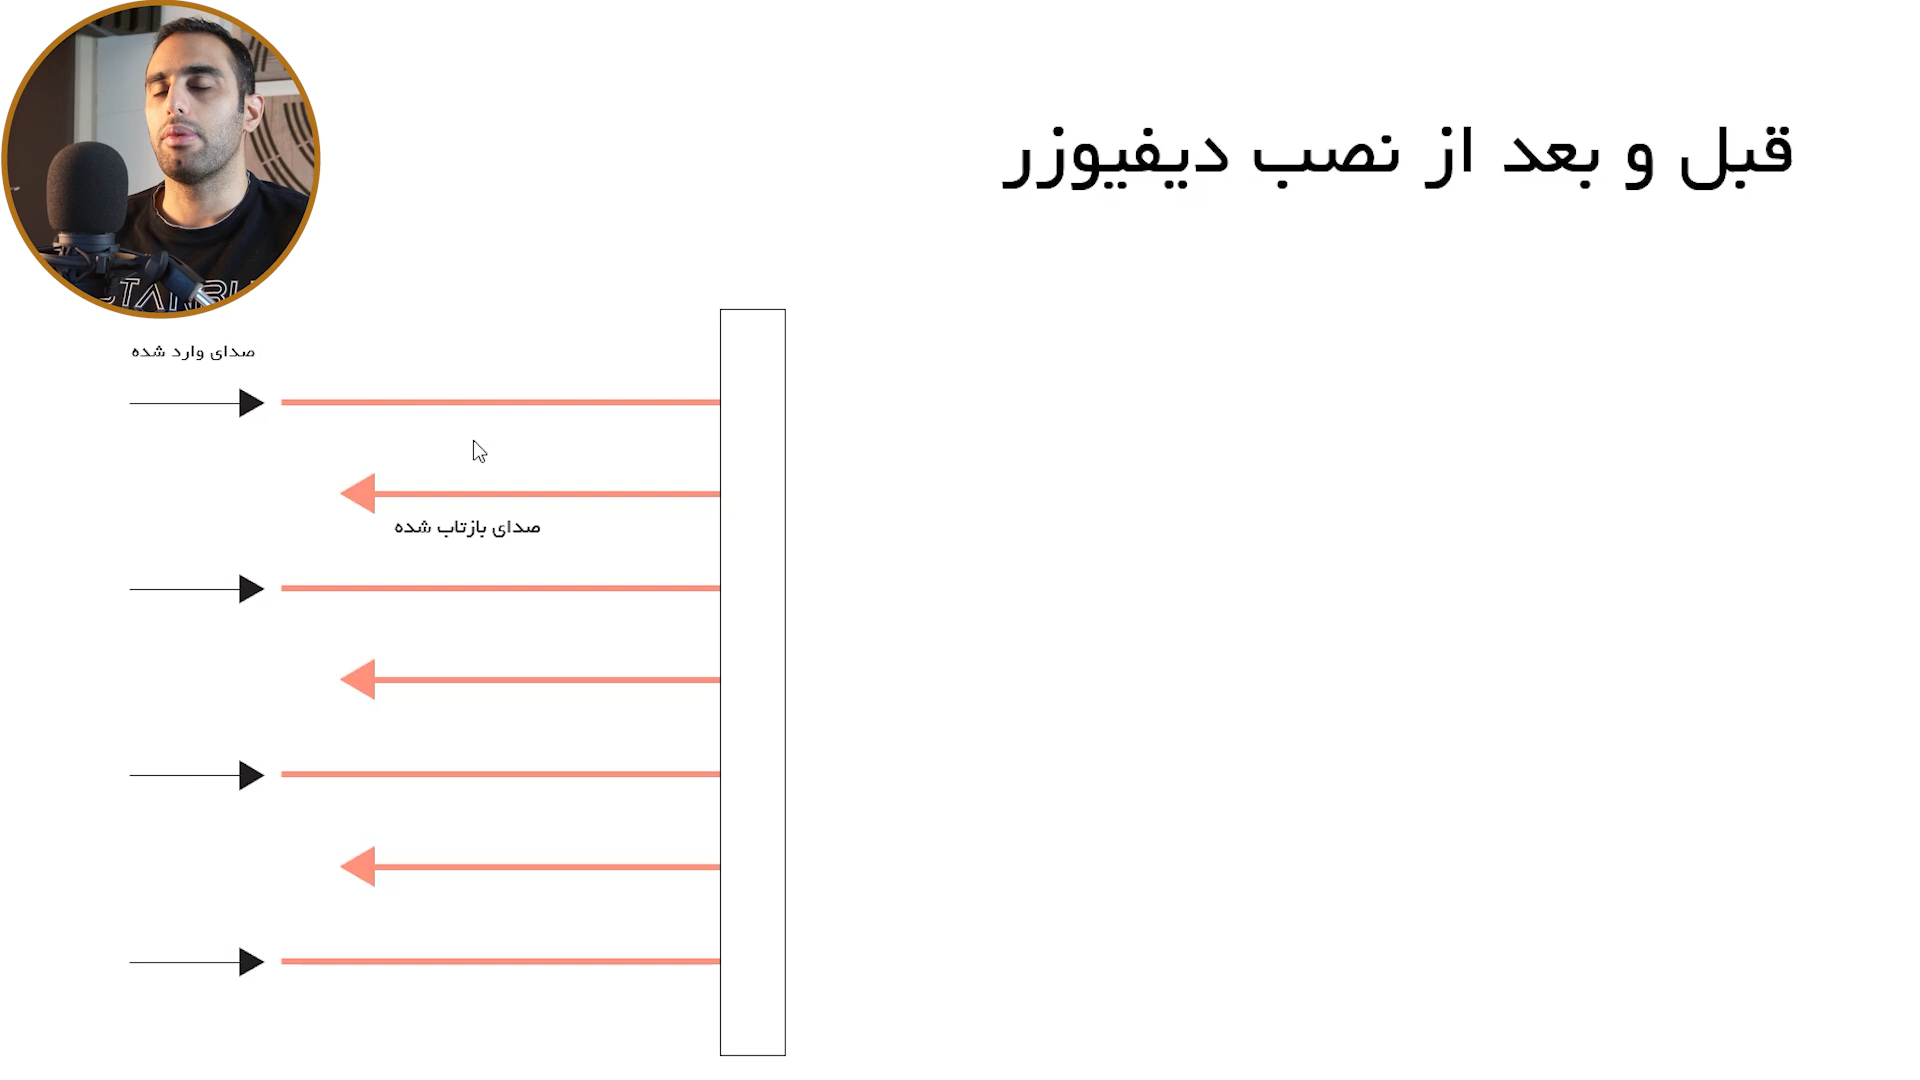 قبل و بعد از نصب دیفیوزر
صدای وارد شده
صدای بازتاب شده